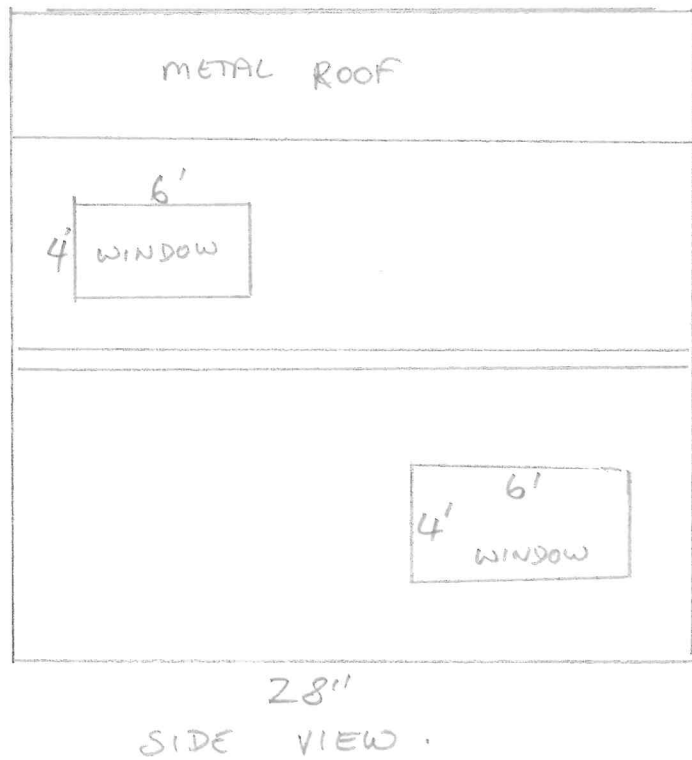 METAL ROOF
6'
4' WINDOW
6'
4'
WINDOW
28"
SIDE VIEW.